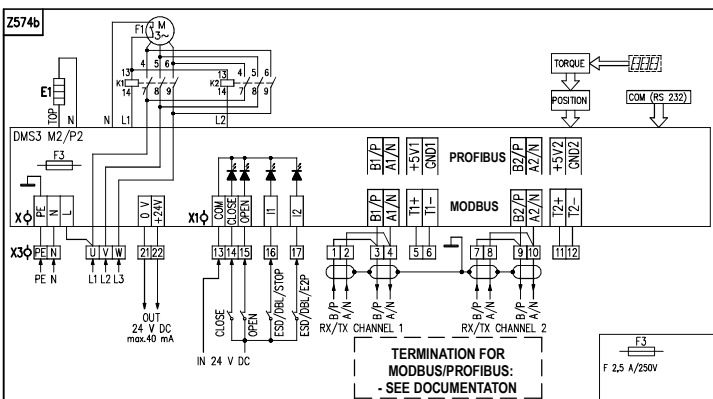 Z574b
F1
M
3~
4 5 6
13
K1
14
7 8 9
13
K2
14
4 5 6
7 8 9
E1
TOP
N
N
L1
L2
TORQUE
POSITION
COM (RS 232)
DMS3 M2/P2
F3
B1/P
A1/N
+5V1
GND1
PROFIBUS
B2/P
A2/N
+5V2
GND2
X
PE
N
L
0 V
+24V
X1
COM
CLOSE
OPEN
I1
I2
B1/P
A1/N
T1+
T1-
MODBUS
B2/P
A2/N
T2+
T2-
X3
PE N
U V W
21 22
13 14 15
16
17
1 2
3 4
5 6
7 8
9 10
11 12
PE N
L1 L2 L3
OUT
24 V DC
max.40 mA
CLOSE
OPEN
ESD/DBL/STOP
ESD/DBL/E2P
IN 24 V DC
B/P
A/N
B/P
A/N
RX/TX CHANNEL 1
B/P
A/N
B/P
A/N
RX/TX CHANNEL 2
TERMINATION FOR
MODBUS/PROFIBUS:
- SEE DOCUMENTATON
F3
F 2,5 A/250V